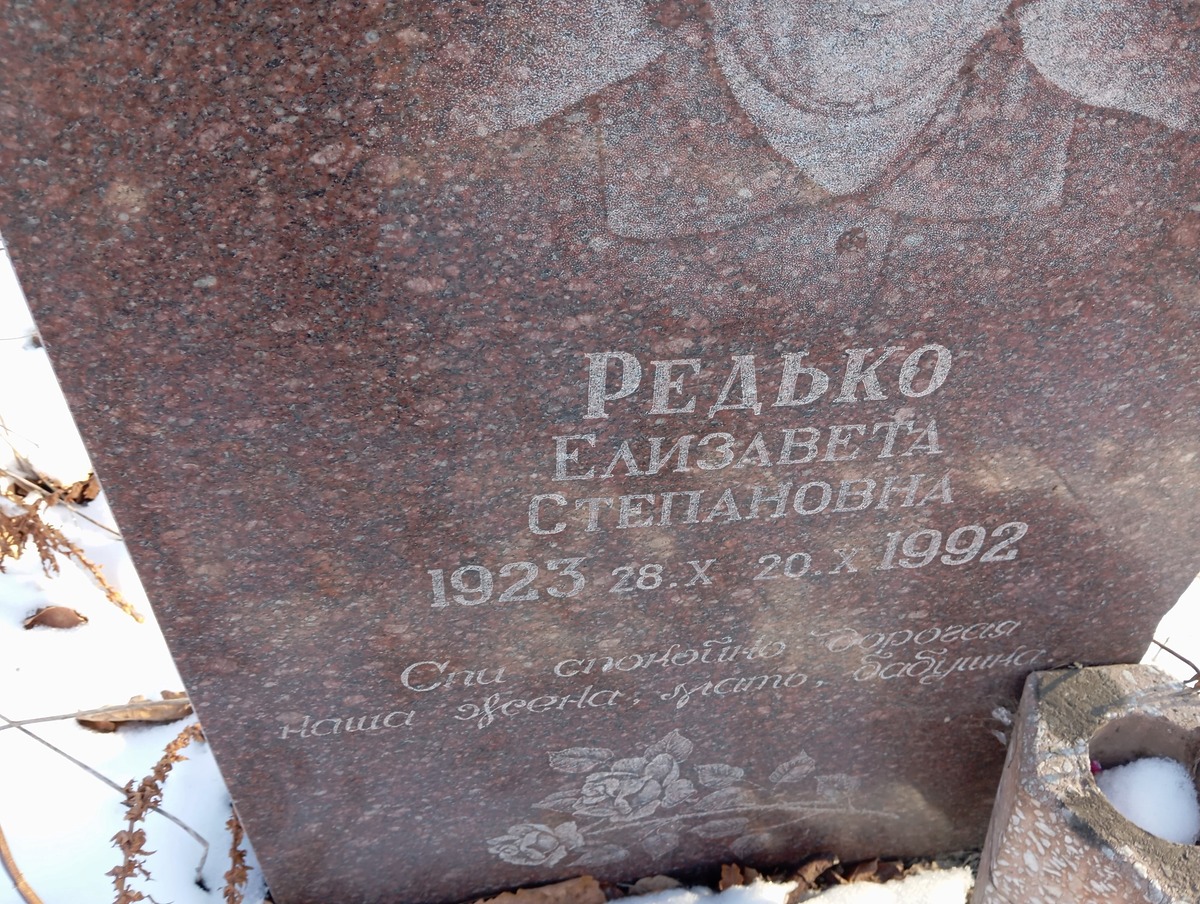 Редько
Елизавета
Степановна
1923 28.X 20.X 1992
Спи спокойно дорогая
наша жена, мать, бабушка.